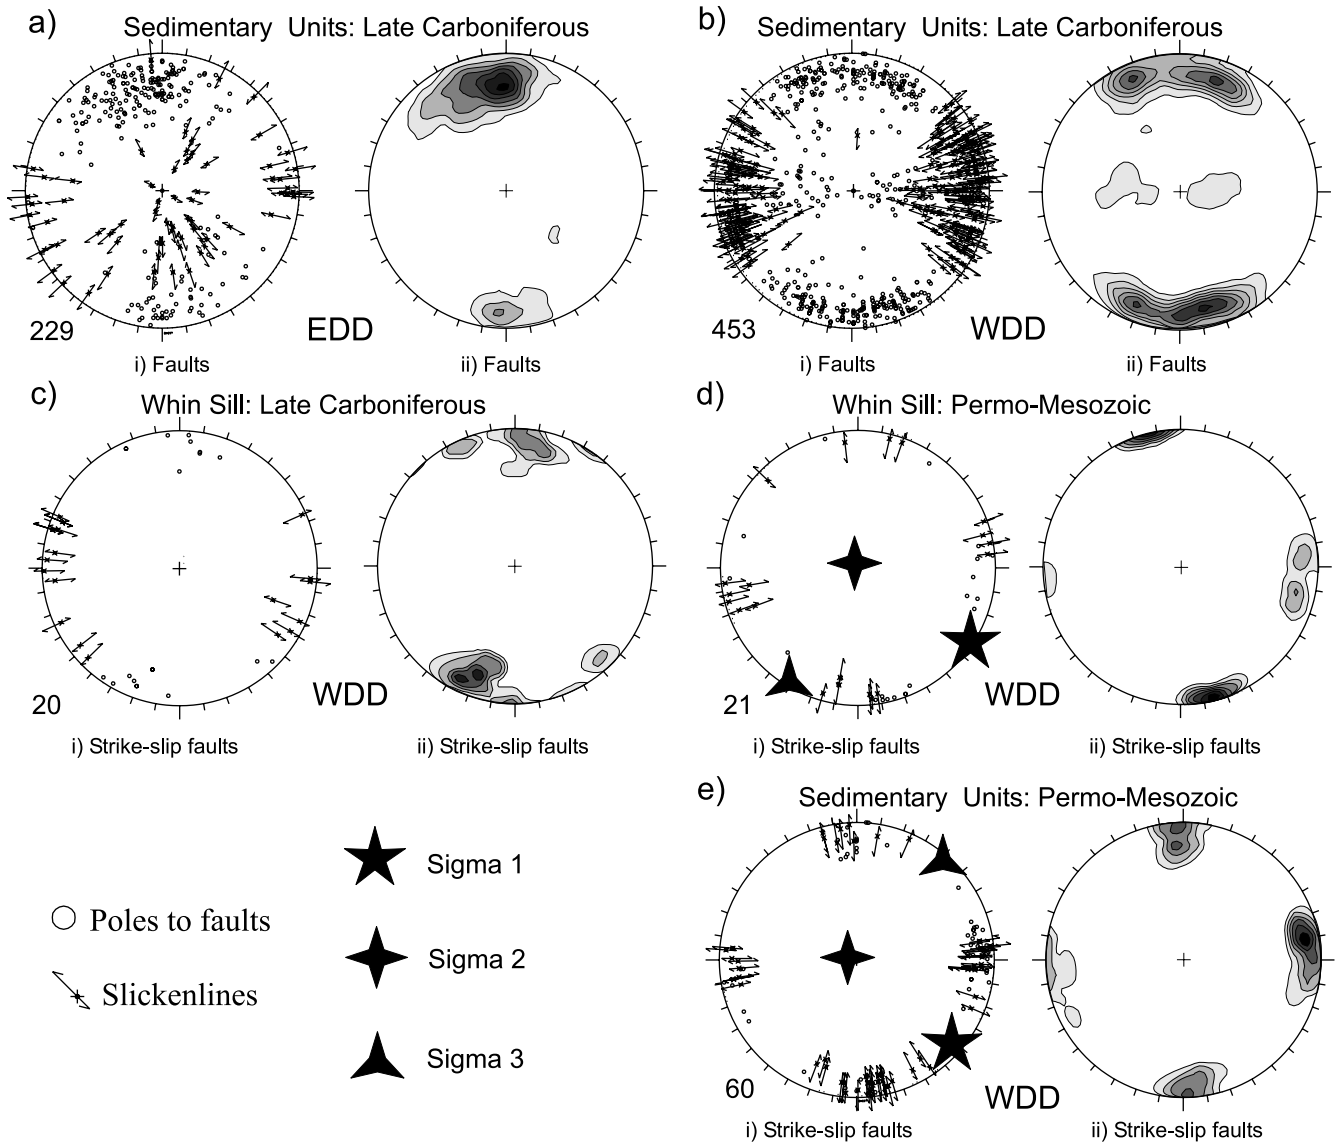 a)
Sedimentary Units: Late Carboniferous
229
EDD
i) Faults
ii) Faults
b)
Sedimentary Units: Late Carboniferous
453
WDD
i) Faults
ii) Faults
c)
Whin Sill: Late Carboniferous
20
WDD
i) Strike-slip faults
ii) Strike-slip faults
d)
Whin Sill: Permo-Mesozoic
21
WDD
i) Strike-slip faults
ii) Strike-slip faults
e)
Sedimentary Units: Permo-Mesozoic
60
WDD
i) Strike-slip faults
ii) Strike-slip faults
Poles to faults
Slickenlines
Sigma 1
Sigma 2
Sigma 3